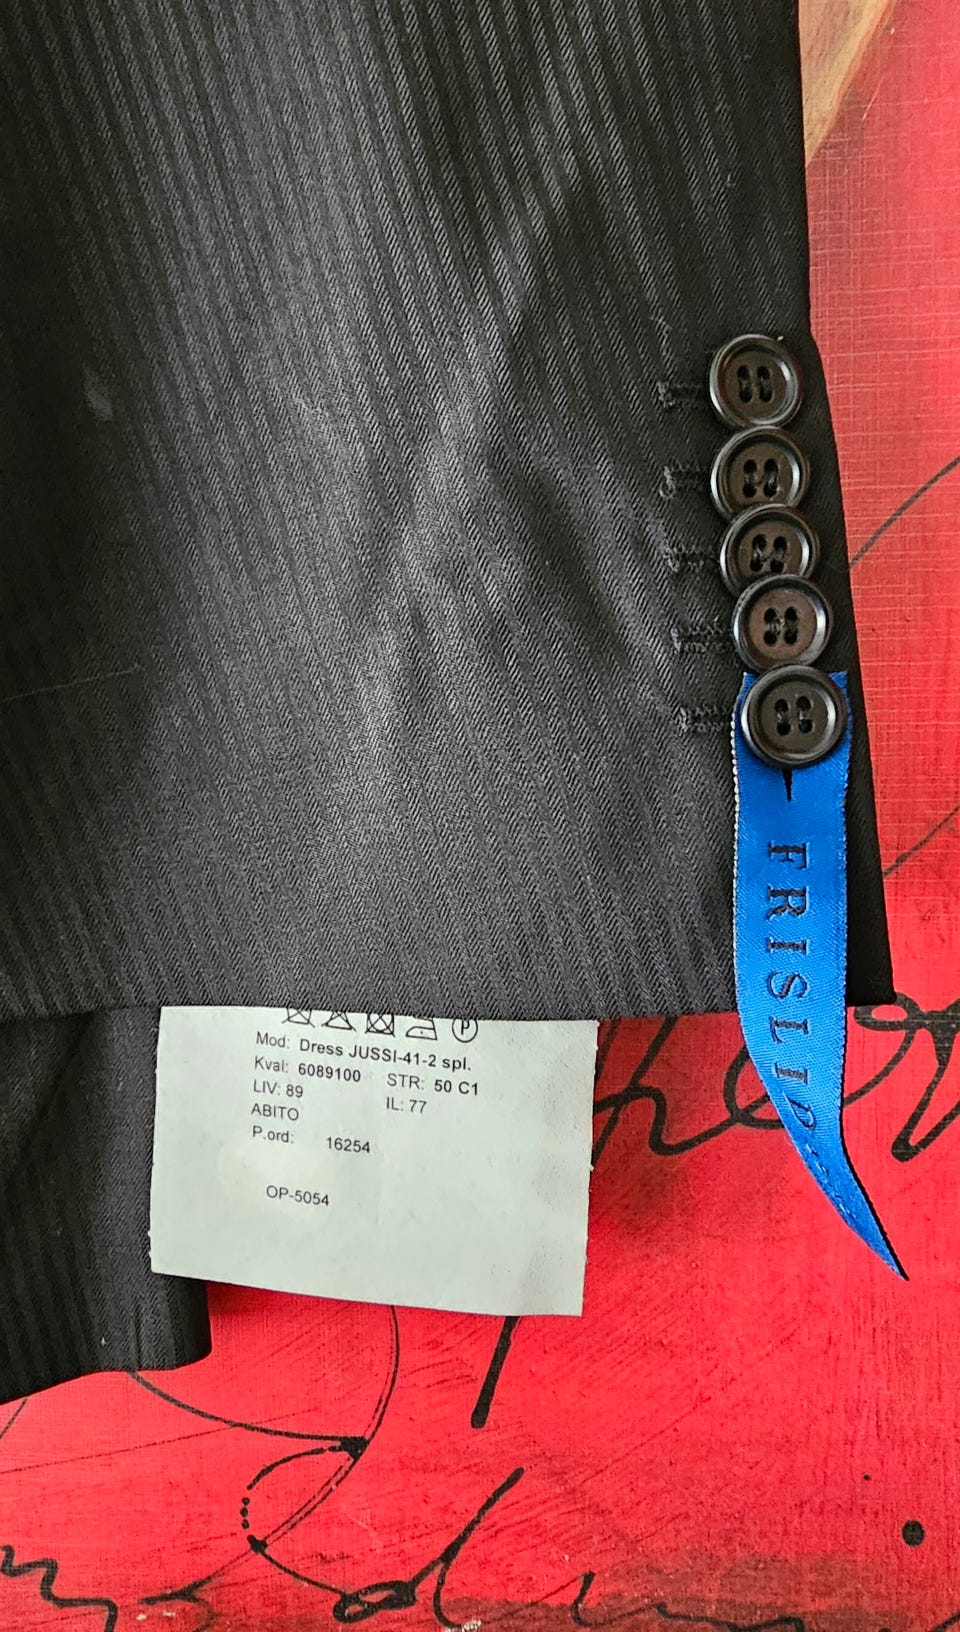 P
Mod: Dress JUSSI-41-2 spl.
Kval: 6089100 STR: 50 C1
LIV: 89 IL: 77
ABITO
P.ord: 16254
OP-5054
FRISLID